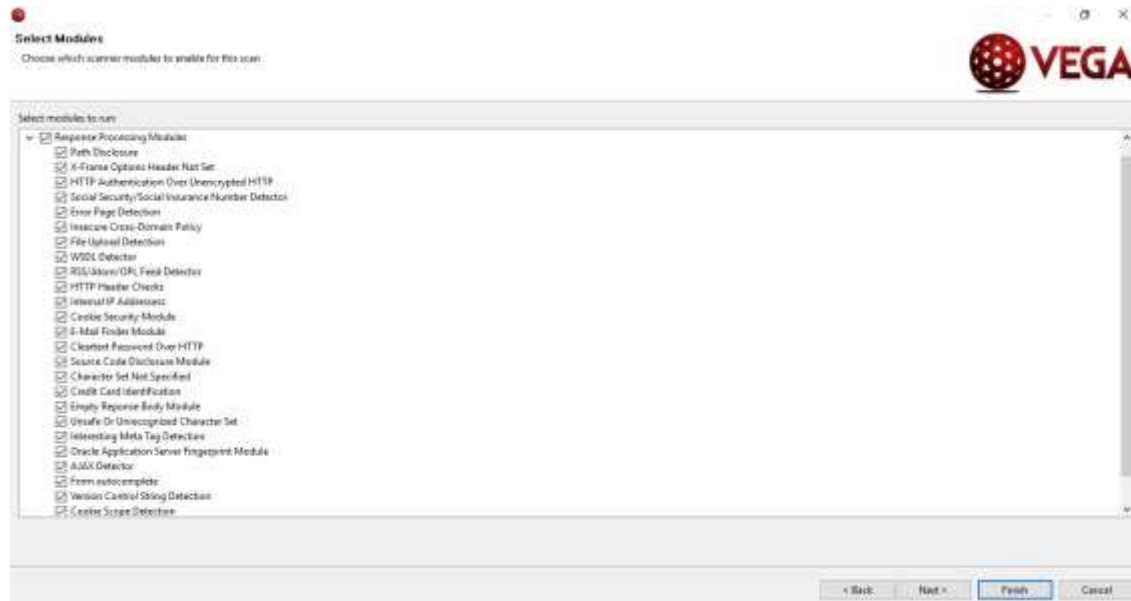 Select Modules
Choose which scanner modules to enable for this scan
VEGA
Select modules to run:
Response Processing Modules
Path Disclosure
X-Frame Options Header Not Set
HTTP Authentication Over Unencrypted HTTP
Social Security/Social Insurance Number Detector
Error Page Detection
Insecure Cross-Domain Policy
File Upload Detection
WSDL Detector
RSS/Atom/OPL Feed Detector
HTTP Header Checks
Internal IP Addresses
Cookie Security Module
E-Mail Finder Module
Cleartext Password Over HTTP
Source Code Disclosure Module
Character Set Not Specified
Credit Card Identification
Empty Reponse Body Module
Unsafe Or Unrecognized Character Set
Interesting Meta Tag Detection
Oracle Application Server Fingerprint Module
AJAX Detector
Form autocomplete
Version Control String Detection
Cookie Scope Detection
< Back Next > Finish Cancel